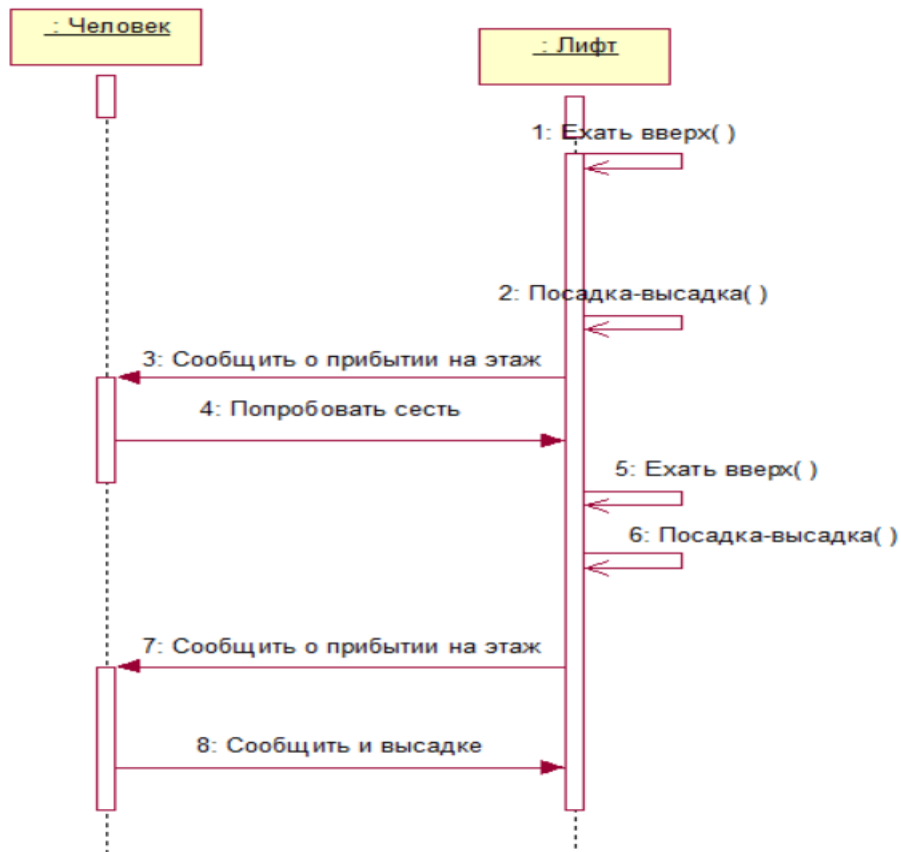 : Человек
: Лифт
1: Ехать вверх( )
2: Посадка-высадка( )
3: Сообщить о прибытии на этаж
4: Попробовать сесть
5: Ехать вверх( )
6: Посадка-высадка( )
7: Сообщить о прибытии на этаж
8: Сообщить и высадке